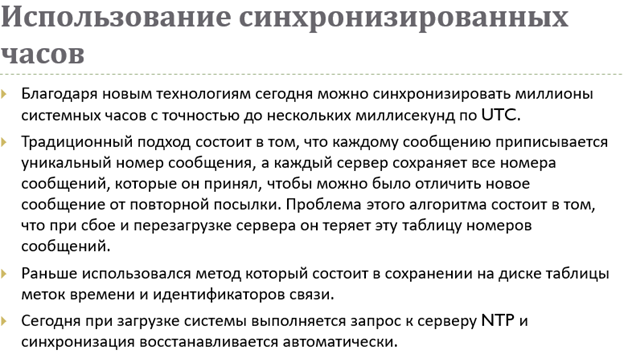 Использование синхронизированных
часов
Благодаря новым технологиям сегодня можно синхронизировать миллионы
системных часов с точностью до нескольких миллисекунд по UTC.
Традиционный подход состоит в том, что каждому сообщению приписывается
уникальный номер сообщения, а каждый сервер сохраняет все номера
сообщений, которые он принял, чтобы можно было отличить новое
сообщение от повторной посылки. Проблема этого алгоритма состоит в том,
что при сбое и перезагрузке сервера он теряет эту таблицу номеров
сообщений.
Раньше использовался метод который состоит в сохранении на диске таблицы
меток времени и идентификаторов связи.
Сегодня при загрузке системы выполняется запрос к серверу NTP и
синхронизация восстанавливается автоматически.